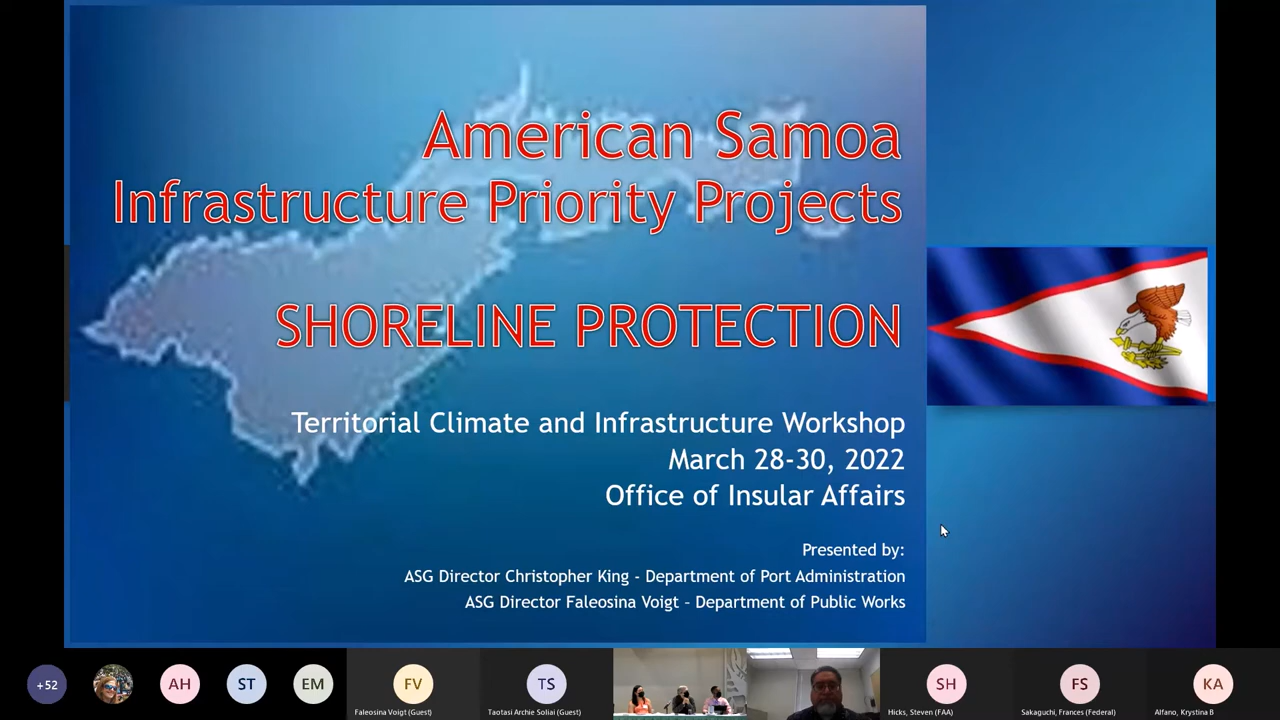 American Samoa
Infrastructure Priority Projects
SHORELINE PROTECTION
Territorial Climate and Infrastructure Workshop
March 28-30, 2022
Office of Insular Affairs
Presented by:
ASG Director Christopher King - Department of Port Administration
ASG Director Faleosina Voigt – Department of Public Works
+52
AH
ST
EM
FV
TS
SH
FS
KA
Faleosina Voigt (Guest)
Taotasi Archie Soliai (Guest)
Hicks, Steven (FAA)
Sakaguchi, Frances (Federal)
Alfano, Krystina B